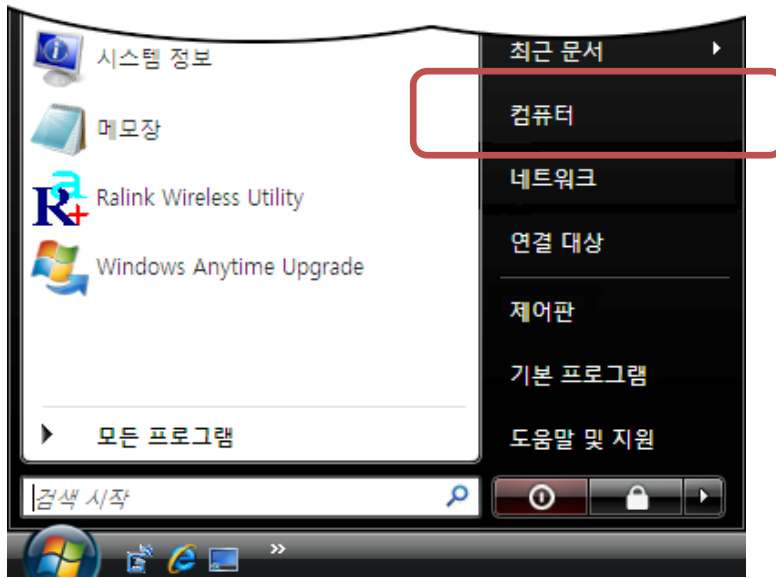 시스템 정보
메모장
Ralink Wireless Utility
Windows Anytime Upgrade
모든 프로그램
검색 시작
최근 문서
컴퓨터
네트워크
연결 대상
제어판
기본 프로그램
도움말 및 지원